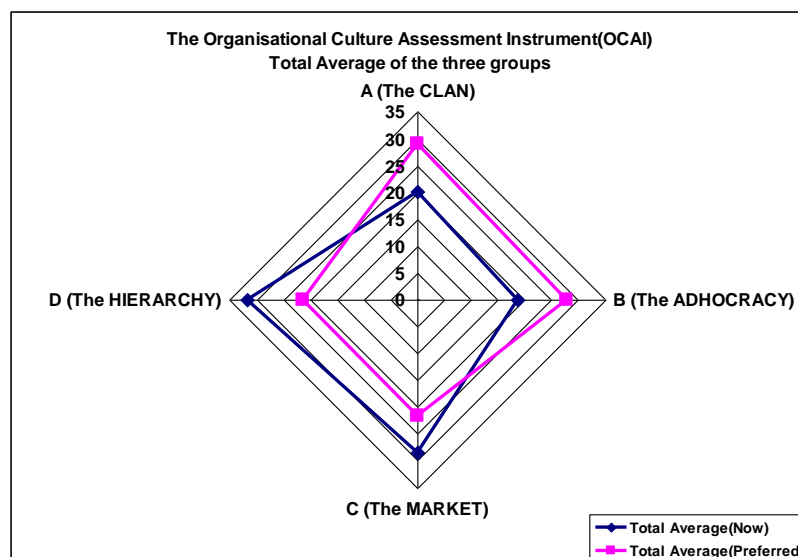 The Organisational Culture Assessment Instrument(OCAI)
Total Average of the three groups
A (The CLAN)
35
30
25
20
15
10
5
0
D (The HIERARCHY)
B (The ADHOCRACY)
C (The MARKET)
Total Average(Now)
Total Average(Preferred